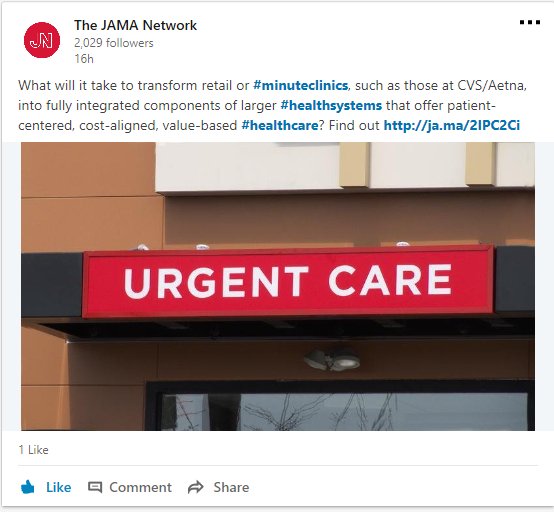 JN
The JAMA Network
2,029 followers
16h
What will it take to transform retail or #minuteclinics, such as those at CVS/Aetna,
into fully integrated components of larger #healthsystems that offer patient-
centered, cost-aligned, value-based #healthcare? Find out http://ja.ma/2IPC2Ci
URGENT CARE
1 Like
Like Comment Share